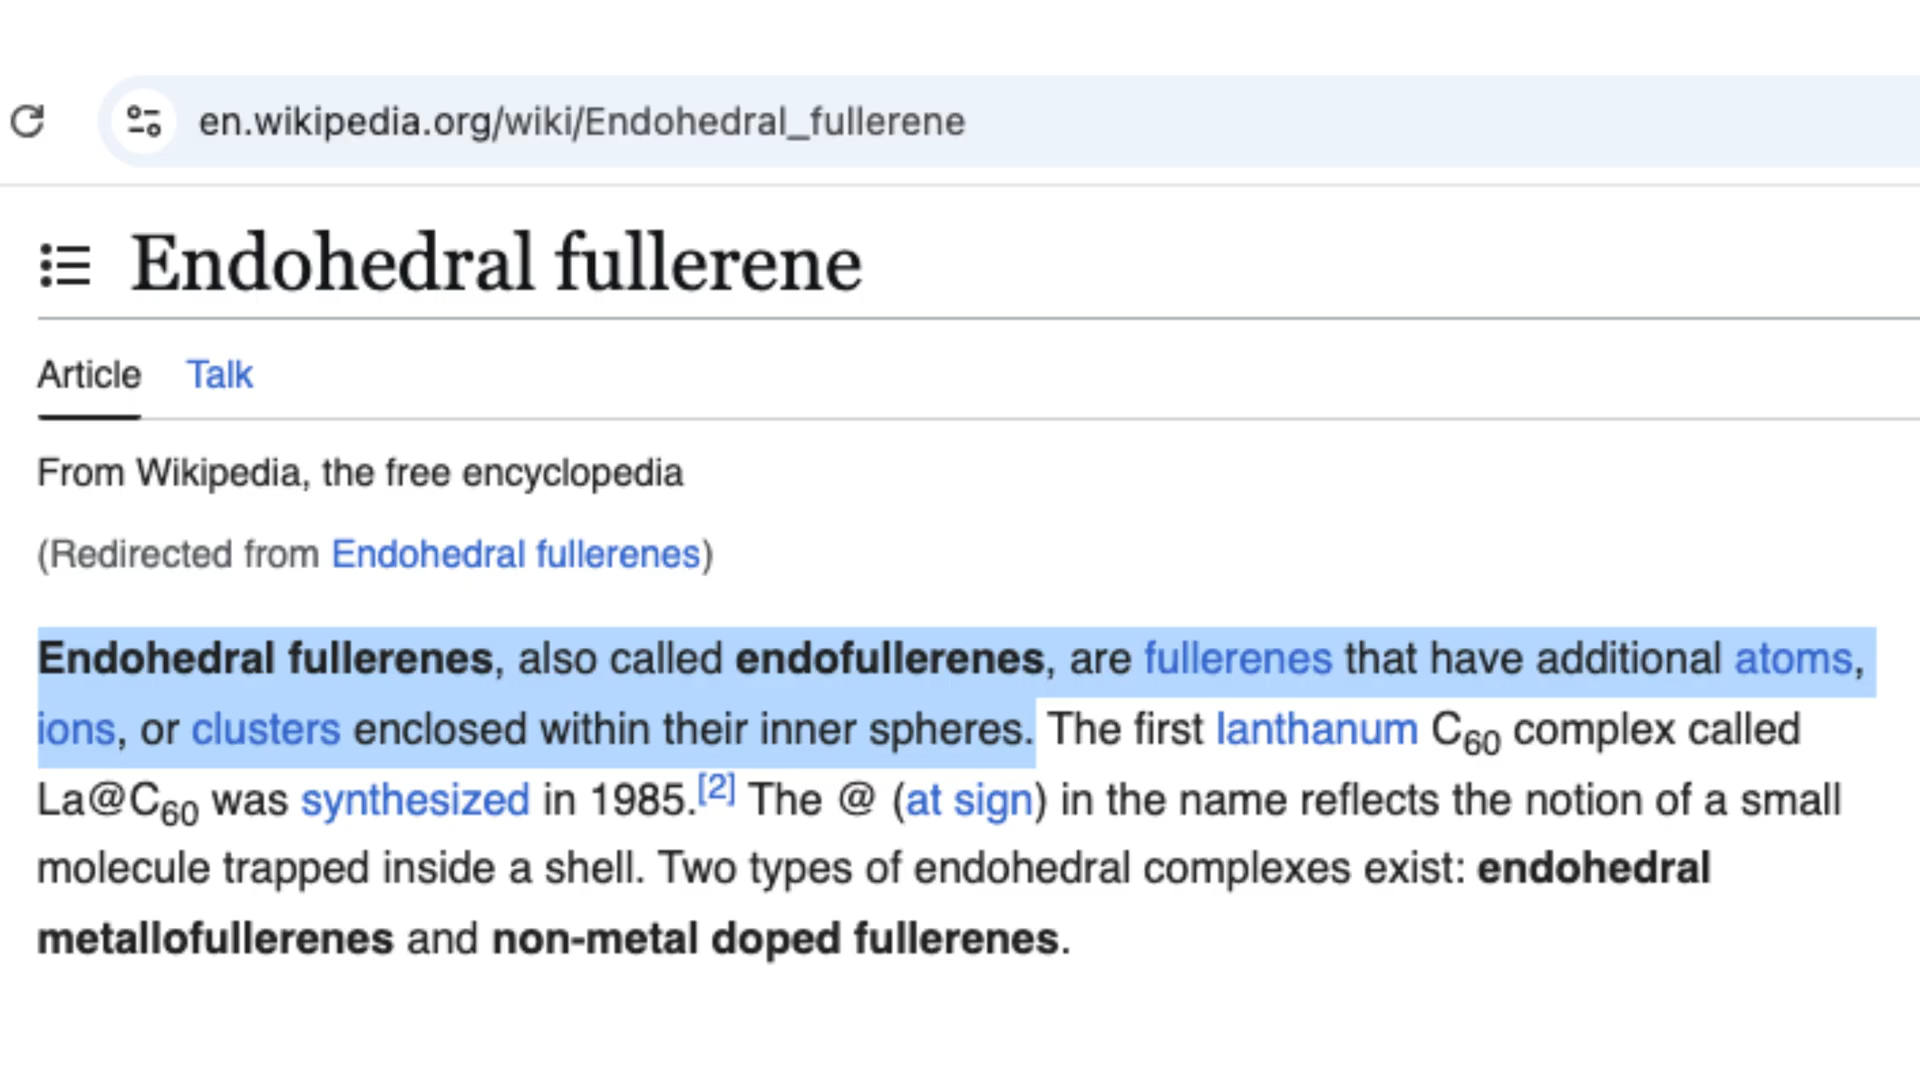 en.wikipedia.org/wiki/Endohedral_fullerene
Endohedral fullerene
Article Talk
From Wikipedia, the free encyclopedia
(Redirected from Endohedral fullerenes)
Endohedral fullerenes, also called endofullerenes, are fullerenes that have additional atoms,
ions, or clusters enclosed within their inner spheres. The first lanthanum C60 complex called
La@C60 was synthesized in 1985.[2] The @ (at sign) in the name reflects the notion of a small
molecule trapped inside a shell. Two types of endohedral complexes exist: endohedral
metallofullerenes and non-metal doped fullerenes.